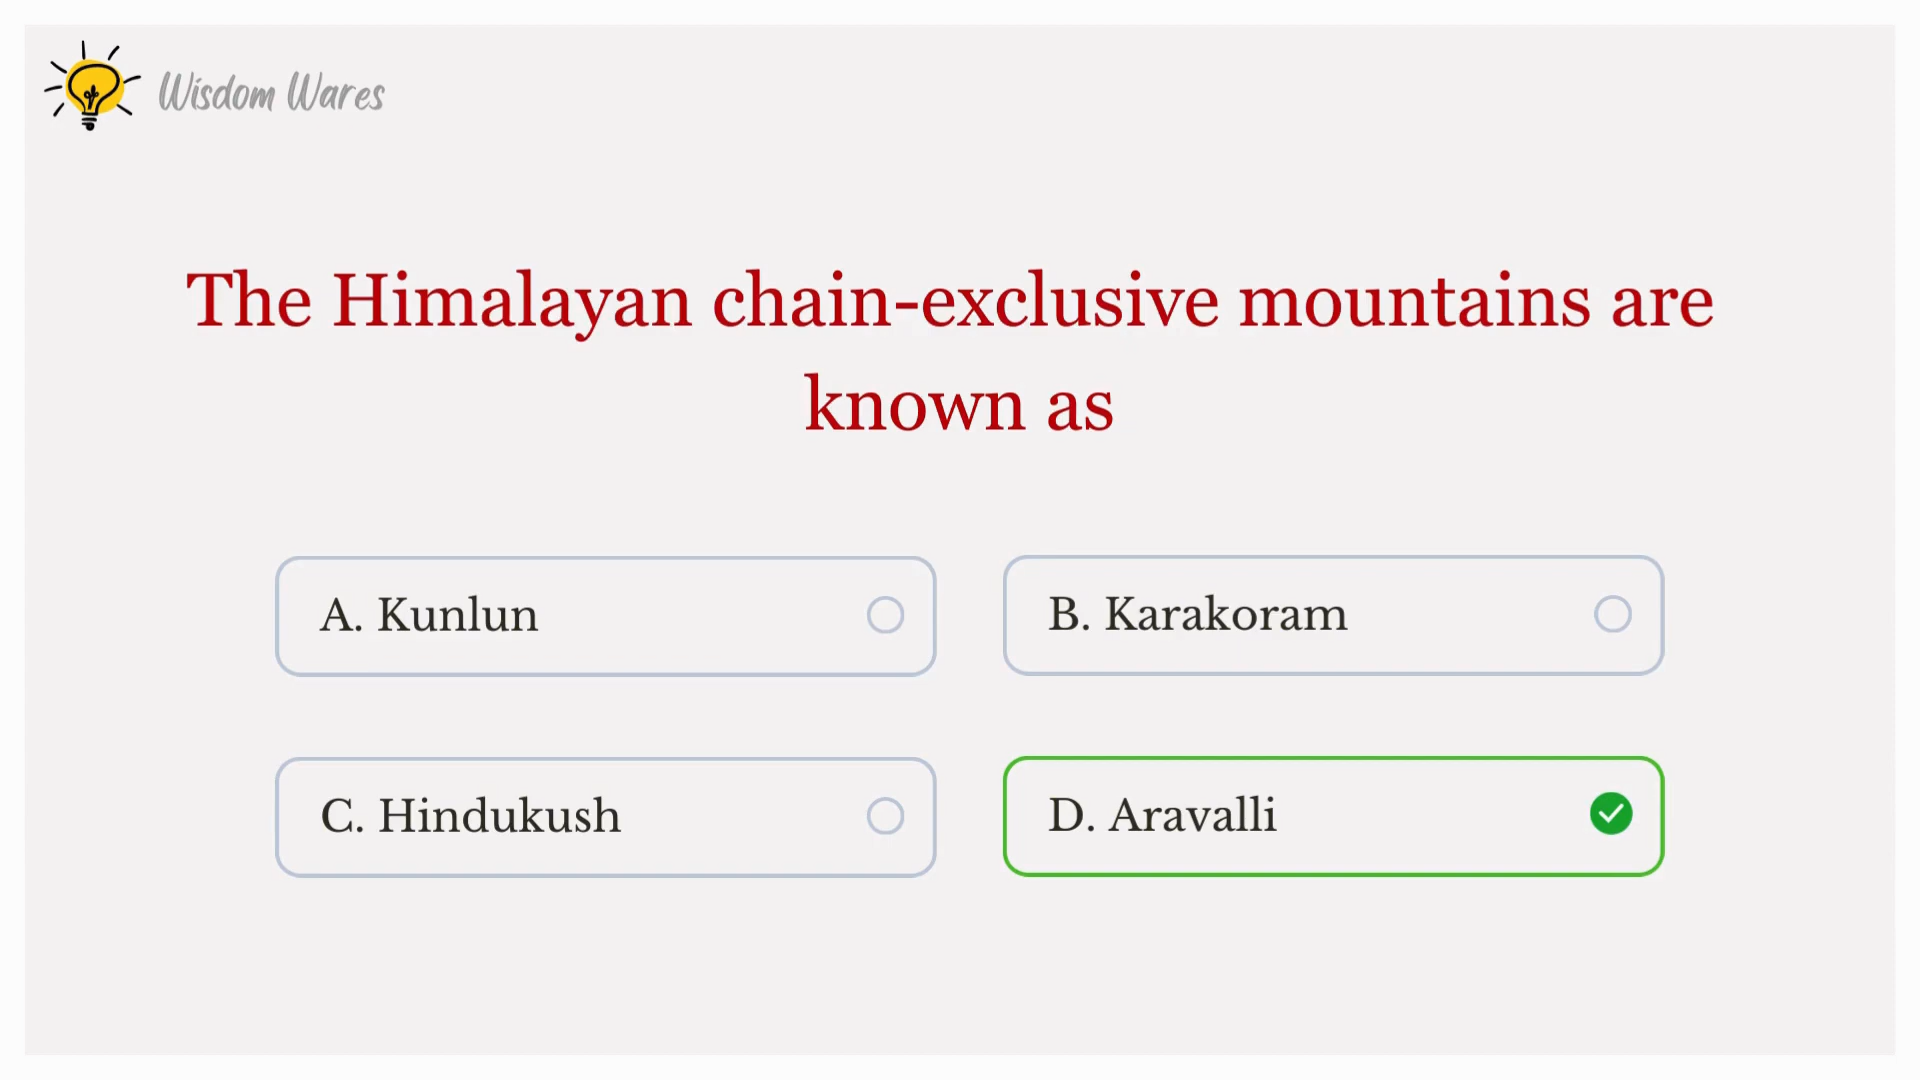 Wisdom Wares
The Himalayan chain-exclusive mountains are
known as
A. Kunlun
B. Karakoram
C. Hindukush
D. Aravalli